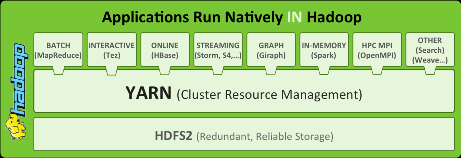 Applications Run Natively IN Hadoop
BATCH
(MapReduce)
INTERACTIVE
(Tez)
ONLINE
(HBase)
STREAMING
(Storm, S4,...)
GRAPH
(Giraph)
IN-MEMORY
(Spark)
HPC MPI
(OpenMPI)
OTHER
(Search)
(Weave...)
hadoop
YARN (Cluster Resource Management)
HDFS2 (Redundant, Reliable Storage)